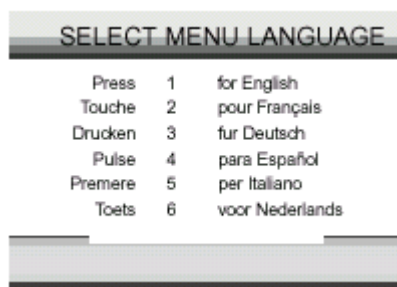 SELECT MENU LANGUAGE
Press 1 for English
Touche 2 pour Français
Drucken 3 fur Deutsch
Pulse 4 para Español
Premere 5 per Italiano
Toets 6 voor Nederlands